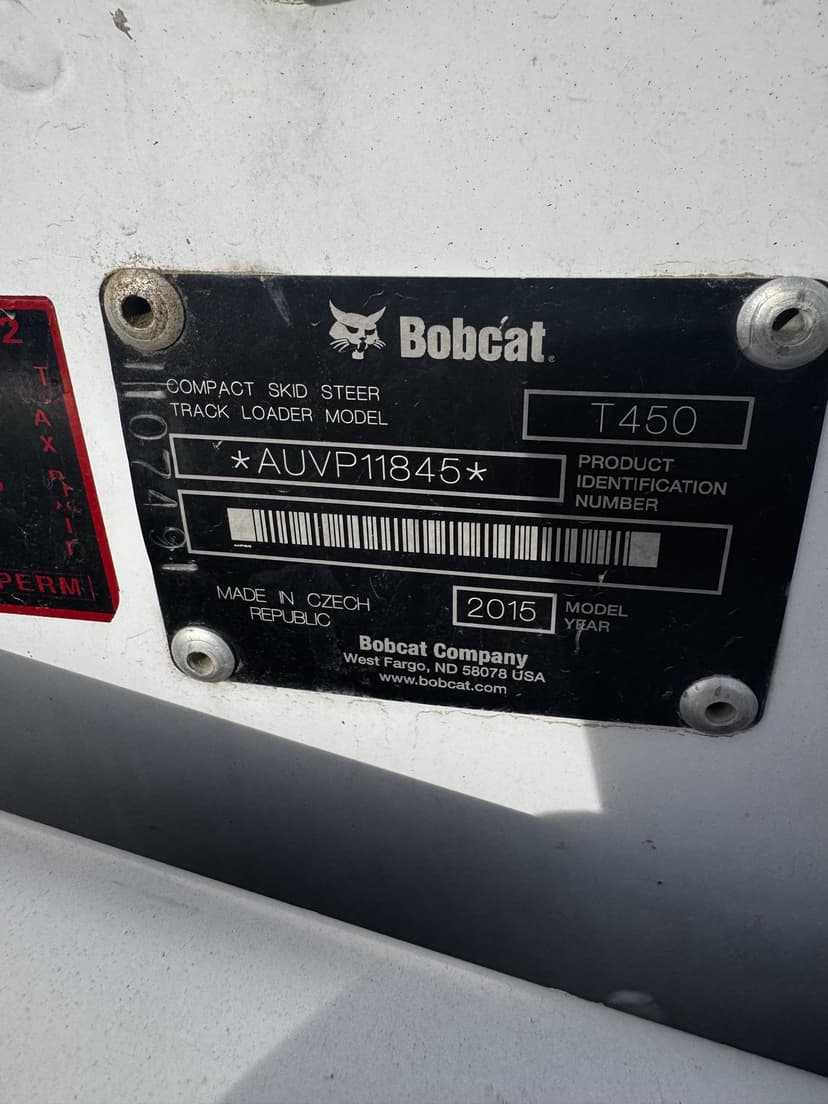 Bobcat.
COMPACT SKID STEER
TRACK LOADER MODEL
T450
*AUVP11845*
PRODUCT
IDENTIFICATION
NUMBER
MADE IN CZECH
REPUBLIC
2015
MODEL
YEAR
Bobcat Company
West Fargo, ND 58078 USA
www.bobcat.com
2
PERM